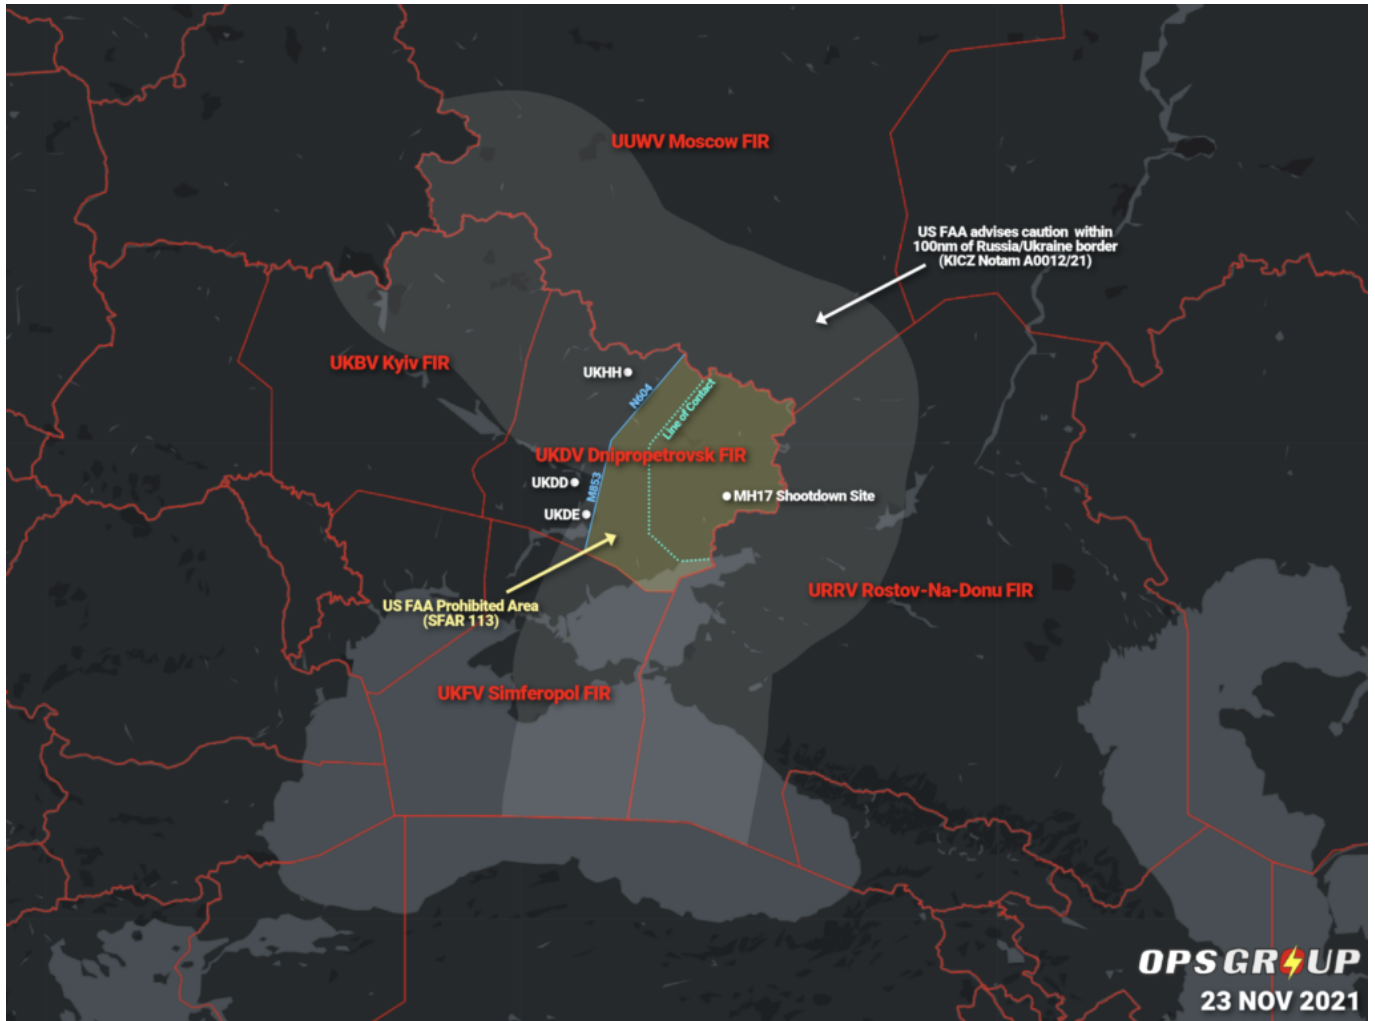 UUWV Moscow FIR
US FAA advises caution within
100nm of Russia/Ukraine border
(KICZ Notam A0012/21)
UKBV Kyiv FIR
UKHH
N604
Line of Contact
UKDV Dnipropetrovsk FIR
UKDD
M853
MH17 Shootdown Site
UKDE
URRV Rostov-Na-Donu FIR
US FAA Prohibited Area
(SFAR 113)
UKFV Simferopol FIR
OPSGROUP
23 NOV 2021